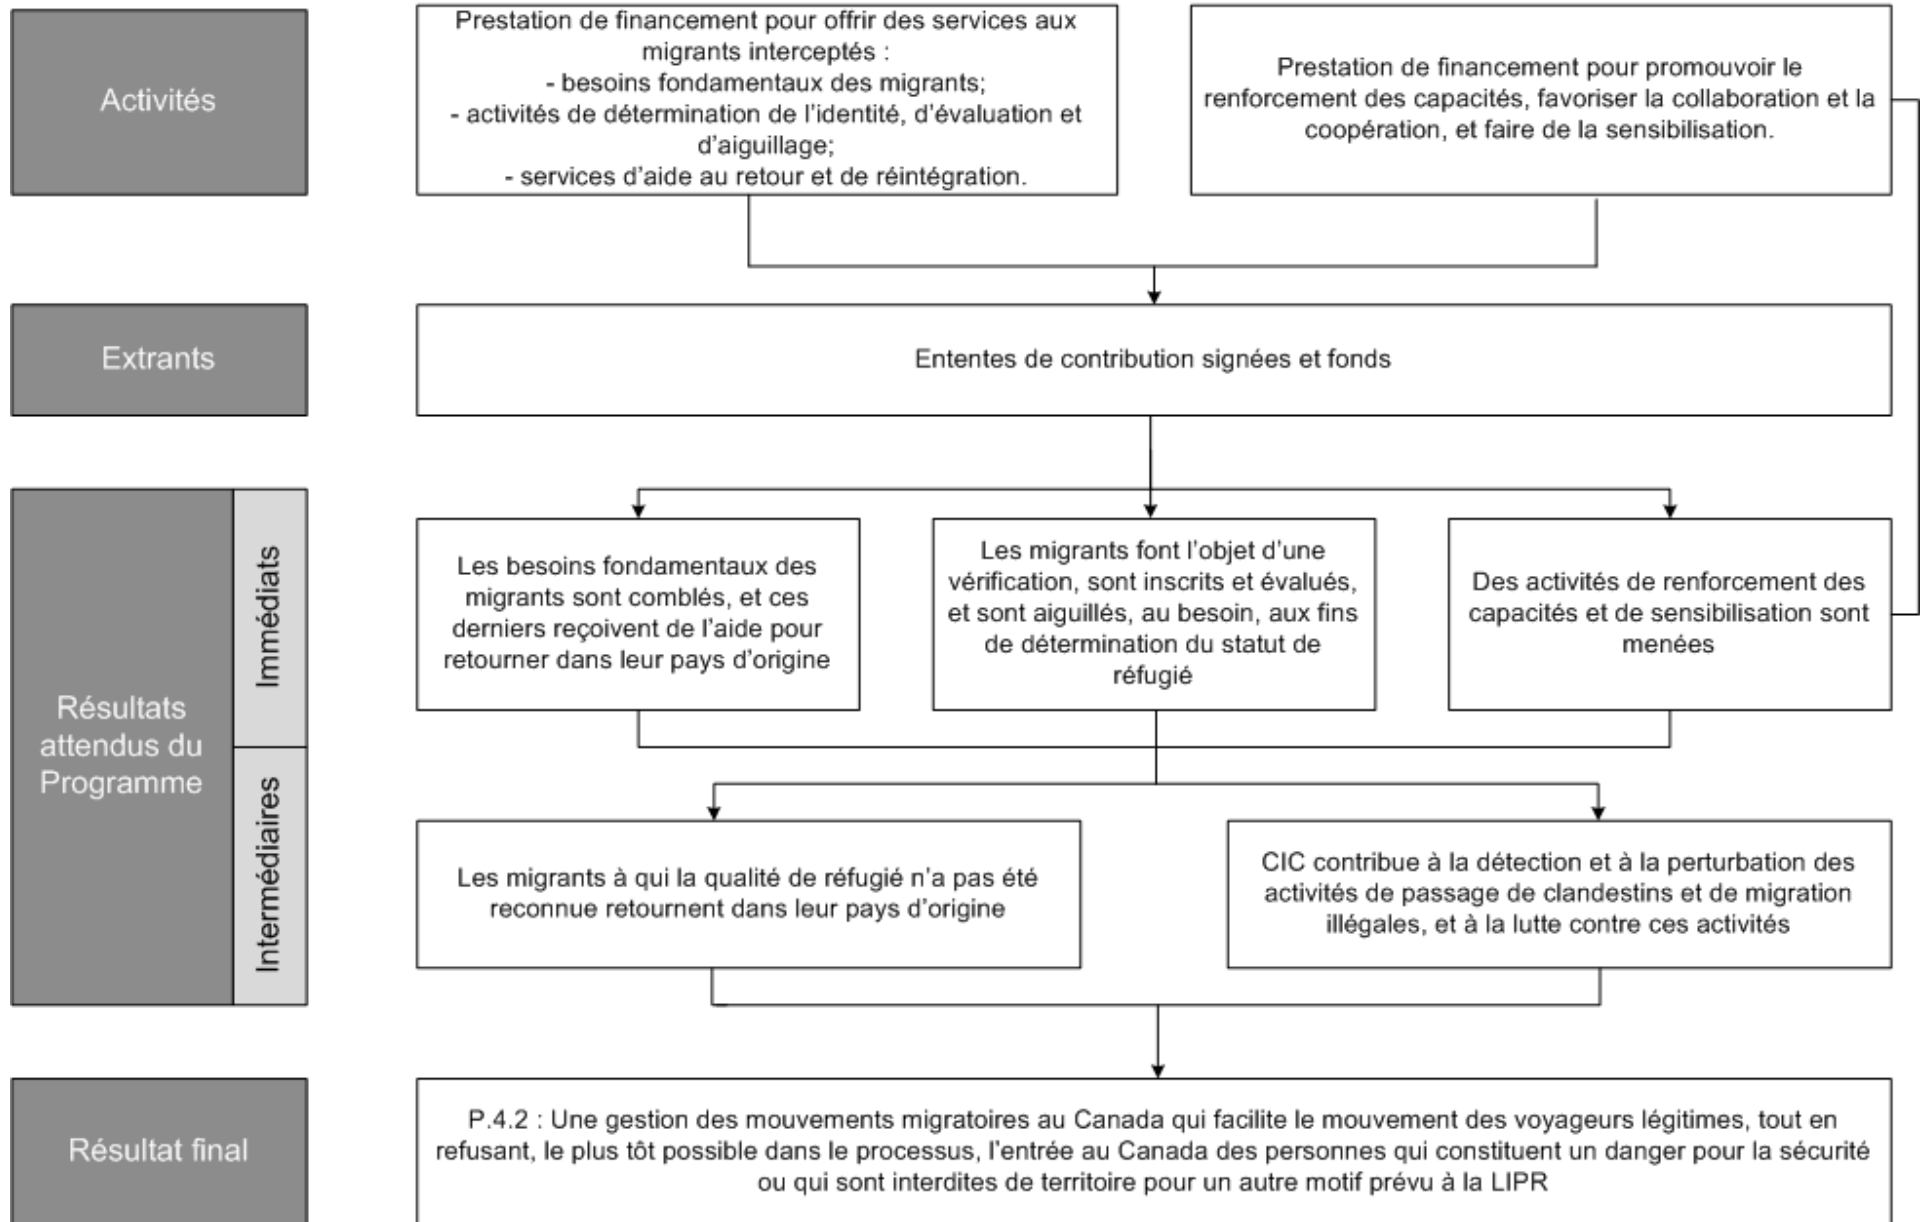 Activités
Prestation de financement pour offrir des services aux
migrants interceptés :
- besoins fondamentaux des migrants;
- activités de détermination de l'identité, d'évaluation et
d'aiguillage;
- services d'aide au retour et de réintégration.
Prestation de financement pour promouvoir le
renforcement des capacités, favoriser la collaboration et la
coopération, et faire de la sensibilisation.
Extrants
Ententes de contribution signées et fonds
Résultats
attendus du
Programme
Immédiats
Les besoins fondamentaux des
migrants sont comblés, et ces
derniers reçoivent de l'aide pour
retourner dans leur pays d'origine
Les migrants font l'objet d'une
vérification, sont inscrits et évalués,
et sont aiguillés, au besoin, aux fins
de détermination du statut de
réfugié
Des activités de renforcement des
capacités et de sensibilisation sont
menées
Intermédiaires
Les migrants à qui la qualité de réfugié n'a pas été
reconnue retournent dans leur pays d'origine
CIC contribue à la détection et à la perturbation des
activités de passage de clandestins et de migration
illégales, et à la lutte contre ces activités
Résultat final
P.4.2 : Une gestion des mouvements migratoires au Canada qui facilite le mouvement des voyageurs légitimes, tout en
refusant, le plus tôt possible dans le processus, l'entrée au Canada des personnes qui constituent un danger pour la sécurité
ou qui sont interdites de territoire pour un autre motif prévu à la LIPR